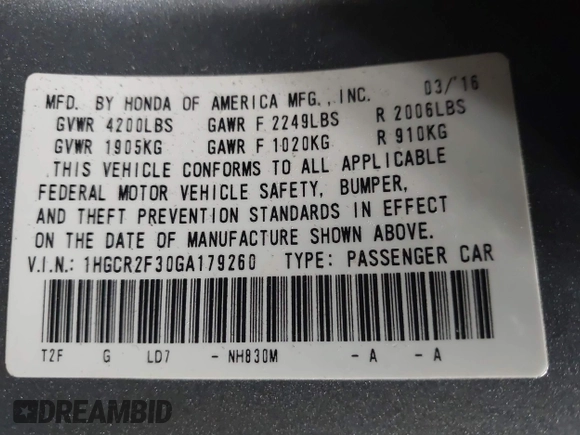 MFD. BY HONDA OF AMERICA MFG., INC. 03/'16
GVWR 4200LBS GAWR F 2249LBS R 2006LBS
GVWR 1905KG GAWR F 1020KG R 910KG
THIS VEHICLE CONFORMS TO ALL APPLICABLE
FEDERAL MOTOR VEHICLE SAFETY, BUMPER,
AND THEFT PREVENTION STANDARDS IN EFFECT
ON THE DATE OF MANUFACTURE SHOWN ABOVE.
V.I.N.: 1HGCR2F30GA179260 TYPE: PASSENGER CAR
T2F G LD7 - NH830M - A - A
DREAMBID